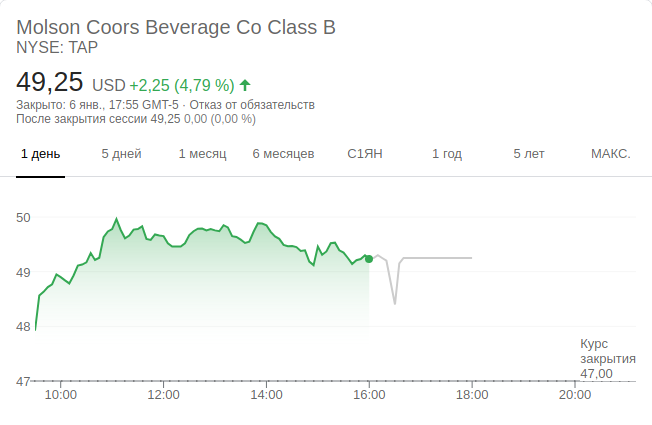 Molson Coors Beverage Co Class B
NYSE: TAP
49,25 USD +2,25 (4,79 %)
Закрыто: 6 янв., 17:55 GMT-5 · Отказ от обязательств
После закрытия сессии 49,25 0,00 (0,00 %)
1 день 5 дней 1 месяц 6 месяцев С1ЯН 1 год 5 лет МАКС.
50
49
48
Курс
закрытия
47,00
47
10:00 12:00 14:00 16:00 18:00 20:00